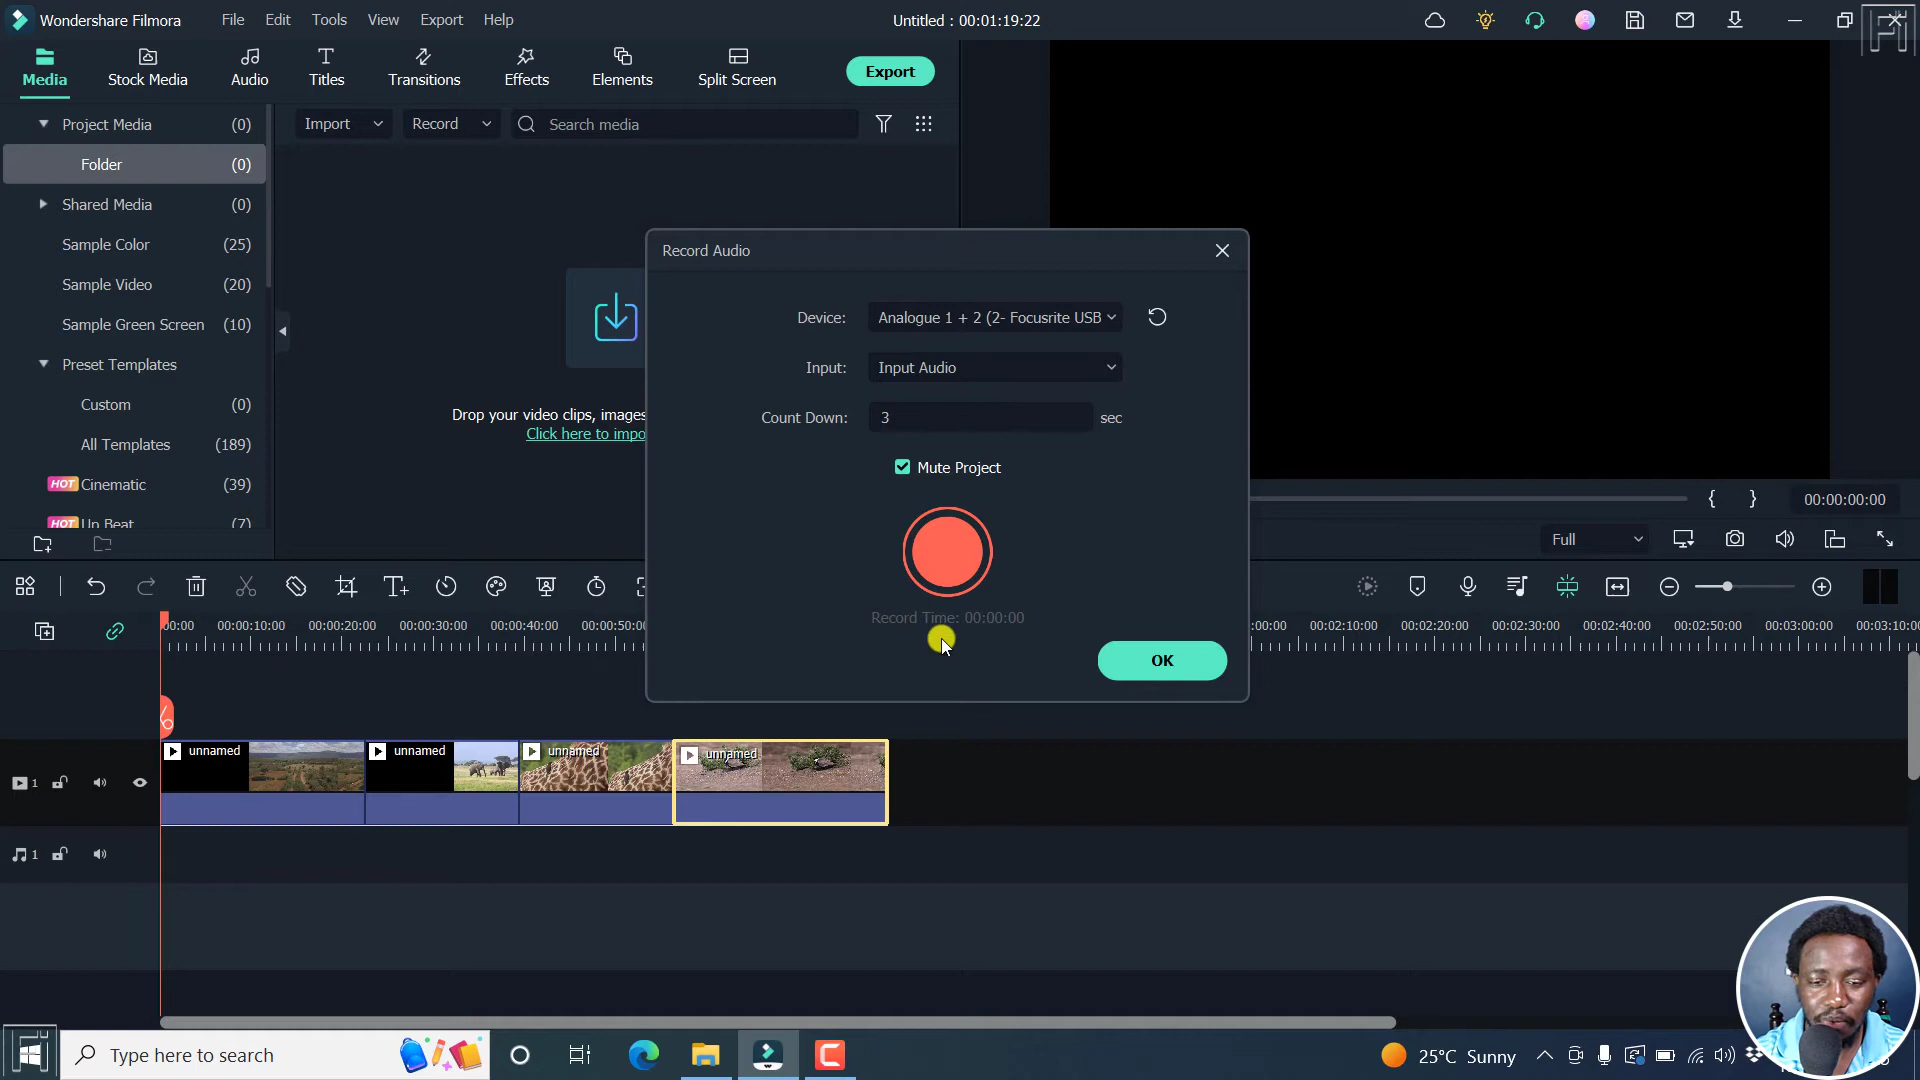 Wondershare Filmora File Edit Tools View Export Help Untitled : 00:01:19:22
Media Stock Media Audio Titles Transitions Effects Elements Split Screen Export
Project Media (0)
Import Record Search media
Folder (0)
Shared Media (0)
Sample Color (25)
Sample Video (20)
Sample Green Screen (10)
Preset Templates
Custom (0)
All Templates (189)
HOT Cinematic (39)
HOT Up Beat (7)
Drop your video clips, images
Click here to impo
Record Audio
Device: Analogue 1 + 2 (2- Focusrite USB
Input: Input Audio
Count Down: 3 sec
Mute Project
Record Time: 00:00:00
OK
{ } 00:00:00:00
Full
00:00 00:00:10:00 00:00:20:00 00:00:30:00 00:00:40:00 00:00:50:00 :00:00 00:02:10:00 00:02:20:00 00:02:30:00 00:02:40:00 00:02:50:00 00:03:00:00 00:03:10:00
unnamed unnamed unnamed unnamed
1
1
Type here to search
25°C Sunny